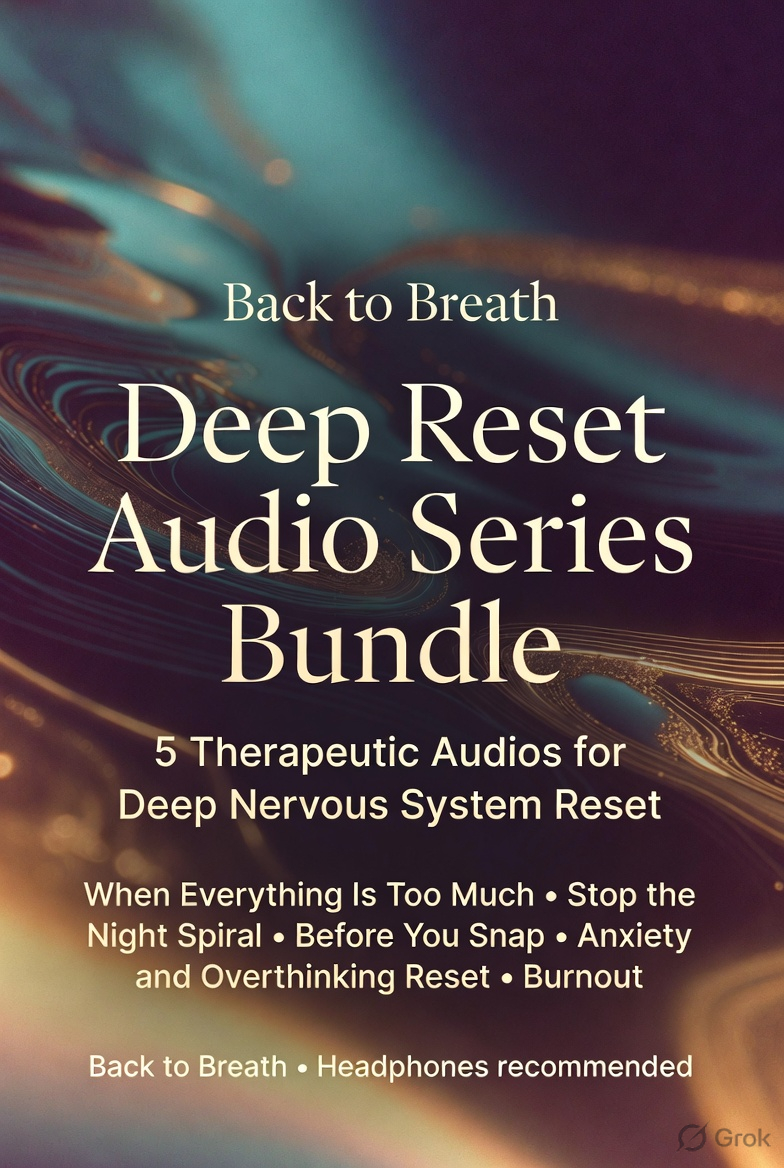 Back to Breath
Deep Reset
Audio Series
Bundle
5 Therapeutic Audios for
Deep Nervous System Reset
When Everything Is Too Much • Stop the
Night Spiral • Before You Snap • Anxiety
and Overthinking Reset • Burnout
Back to Breath • Headphones recommended
Grok